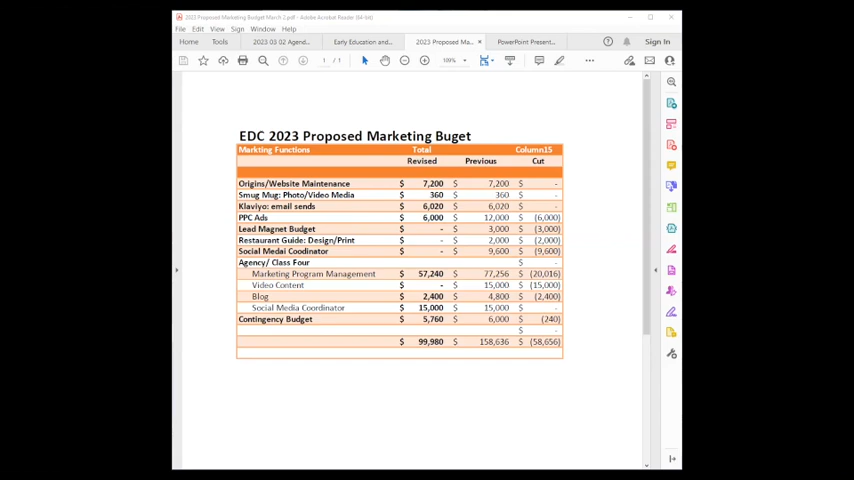 2023 Proposed Marketing Budget March 2.pdf - Adobe Acrobat Reader (64-bit)
File Edit View Sign Window Help
Home Tools 2023 03 02 Agend... Early Education and... 2023 Proposed Ma... × PowerPoint Present... Sign In
1 / 1 109%
EDC 2023 Proposed Marketing Buget
Markting Functions Total Column15
Revised Previous Cut
Origins/Website Maintenance $ 7,200 $ 7,200 $ -
Smug Mug: Photo/Video Media $ 360 $ 360 $ -
Klaviyo: email sends $ 6,020 $ 6,020 $ -
PPC Ads $ 6,000 $ 12,000 $ (6,000)
Lead Magnet Budget $ - $ 3,000 $ (3,000)
Restaurant Guide: Design/Print $ - $ 2,000 $ (2,000)
Social Medai Coodinator $ - $ 9,600 $ (9,600)
Agency/ Class Four $ -
Marketing Program Management $ 57,240 $ 77,256 $ (20,016)
Video Content $ - $ 15,000 $ (15,000)
Blog $ 2,400 $ 4,800 $ (2,400)
Social Media Coordinator $ 15,000 $ 15,000 $ -
Contingency Budget $ 5,760 $ 6,000 $ (240)
$ -
$ 99,980 $ 158,636 $ (58,656)